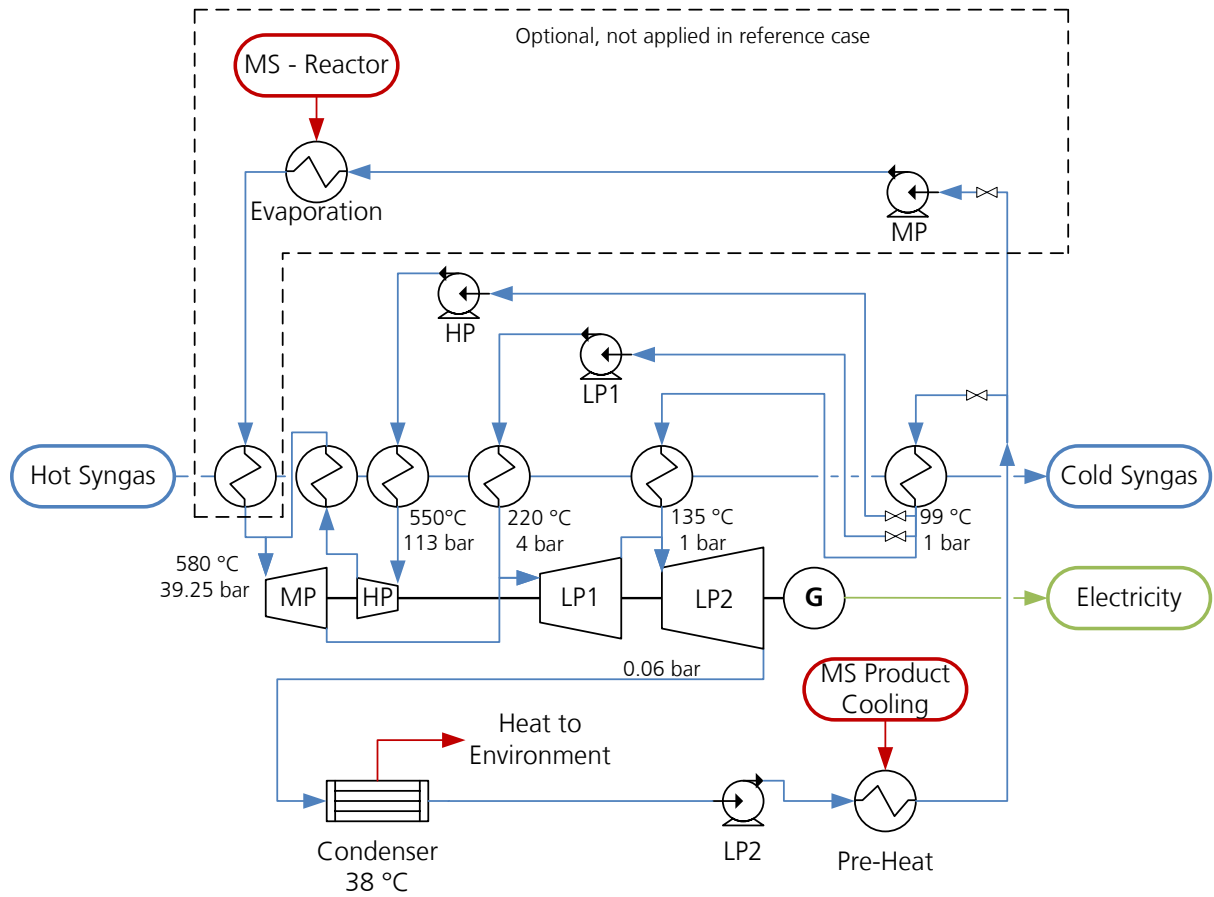 Optional, not applied in reference case
MS - Reactor
Evaporation
MP
HP
LP1
Hot Syngas
Cold Syngas
550°C
113 bar
220 °C
4 bar
135 °C
1 bar
99 °C
1 bar
580 °C
39.25 bar
MP
HP
LP1
LP2
G
Electricity
0.06 bar
MS Product
Cooling
Heat to
Environment
Condenser
38 °C
LP2
Pre-Heat